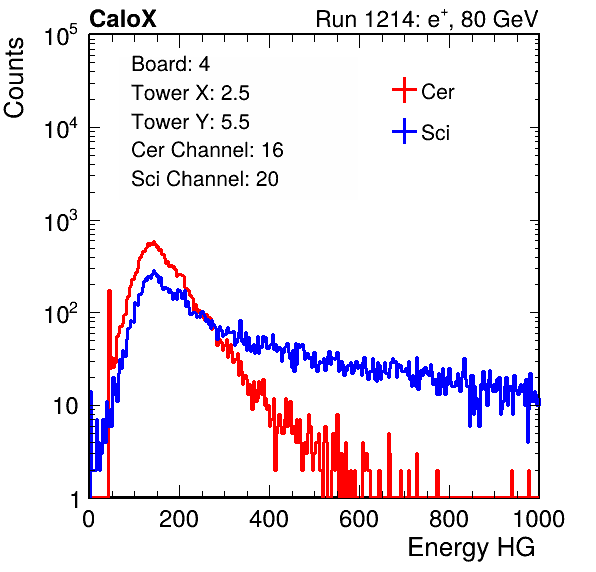 CaloX Run 1214: e⁺, 80 GeV
Counts
Board: 4
Tower X: 2.5
Tower Y: 5.5
Cer Channel: 16
Sci Channel: 20
Cer
Sci
10⁵
10⁴
10³
10²
10
1
0 200 400 600 800 1000
Energy HG